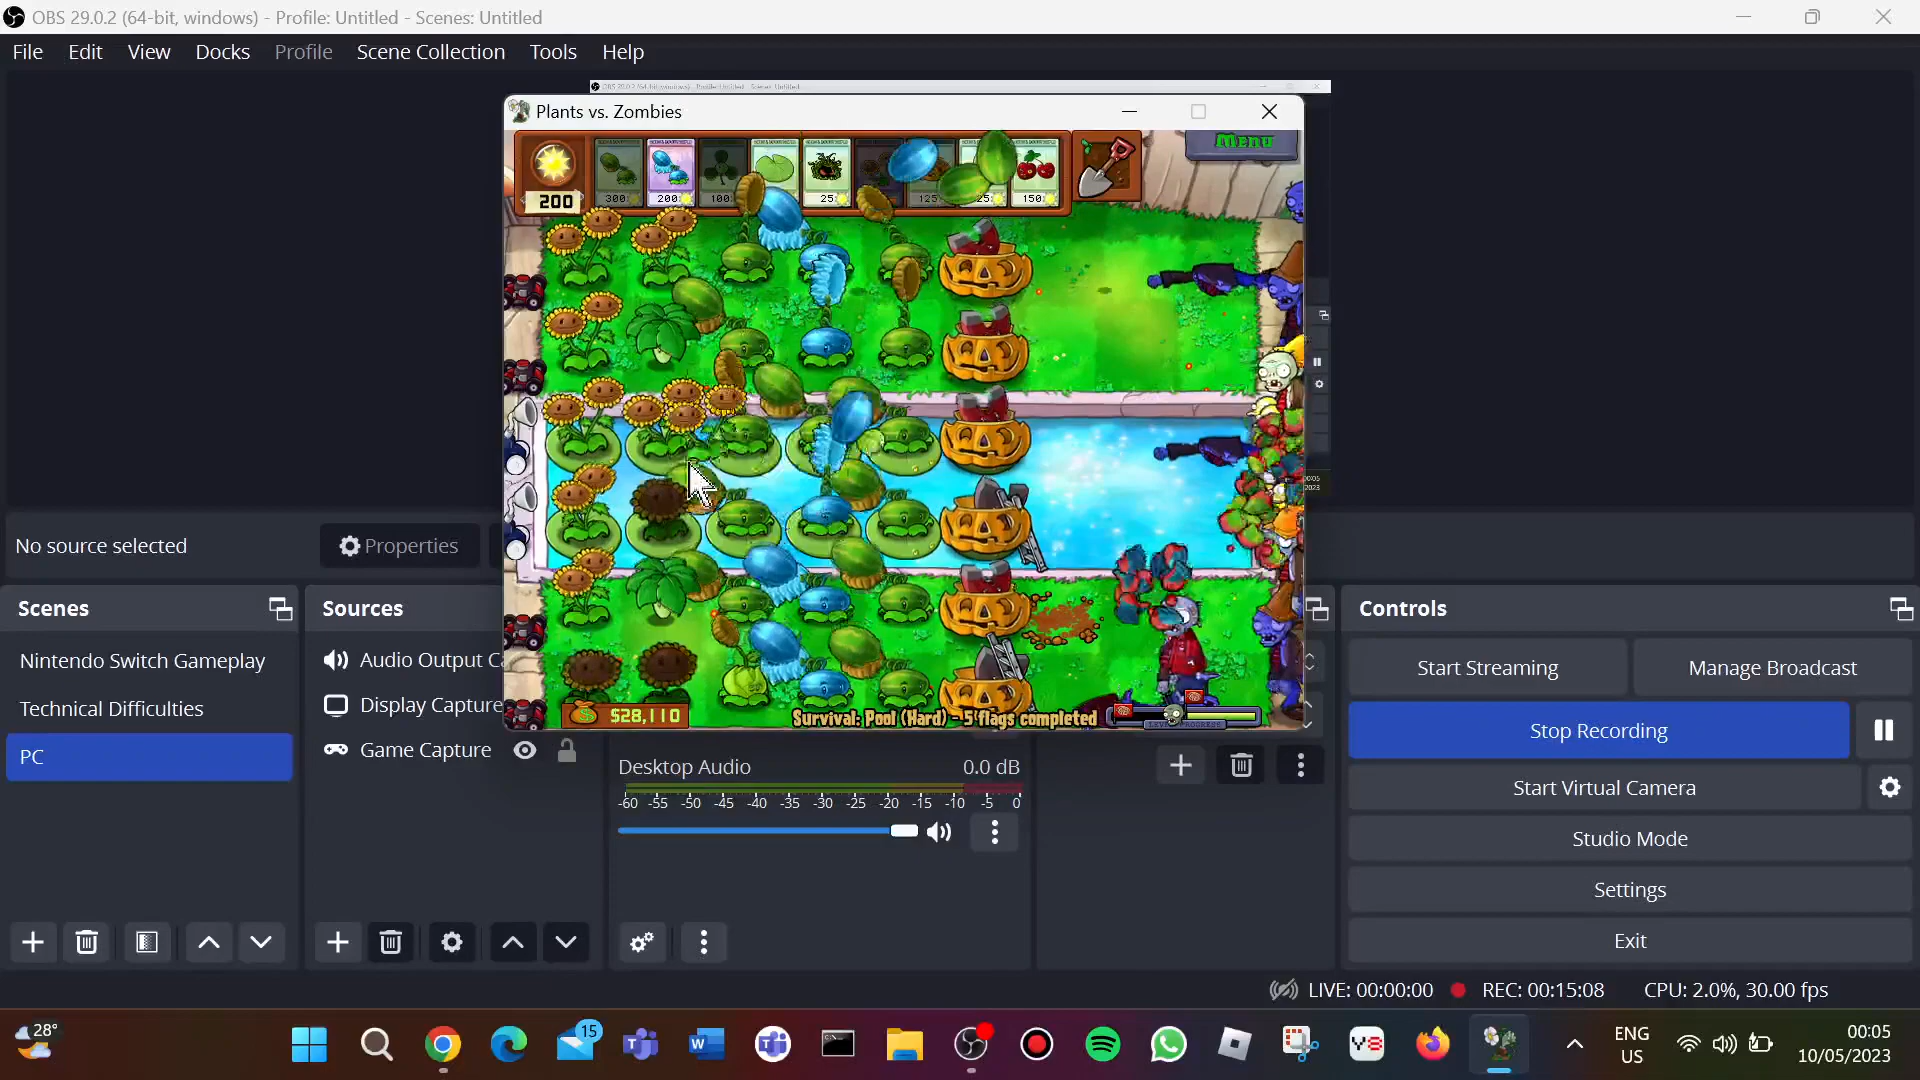 OBS 29.0.2 (64-bit, windows) - Profile: Untitled - Scenes: Untitled
File Edit View Docks Profile Scene Collection Tools Help
Plants vs. Zombies
MENU
200
300 200 100 25 125 25 150
No source selected
Properties
Scenes
Sources
Controls
Nintendo Switch Gameplay
Technical Difficulties
PC
Audio Output Ca
Display Capture
Game Capture
$28,110
Survival: Pool (Hard) - 5 flags completed
LEVEL PROGRESS
Desktop Audio 0.0 dB
-60 -55 -50 -45 -40 -35 -30 -25 -20 -15 -10 -5 0
Start Streaming
Manage Broadcast
Stop Recording
Start Virtual Camera
Studio Mode
Settings
Exit
LIVE: 00:00:00 REC: 00:15:08 CPU: 2.0%, 30.00 fps
28°
15
ENG
US
00:05
10/05/2023